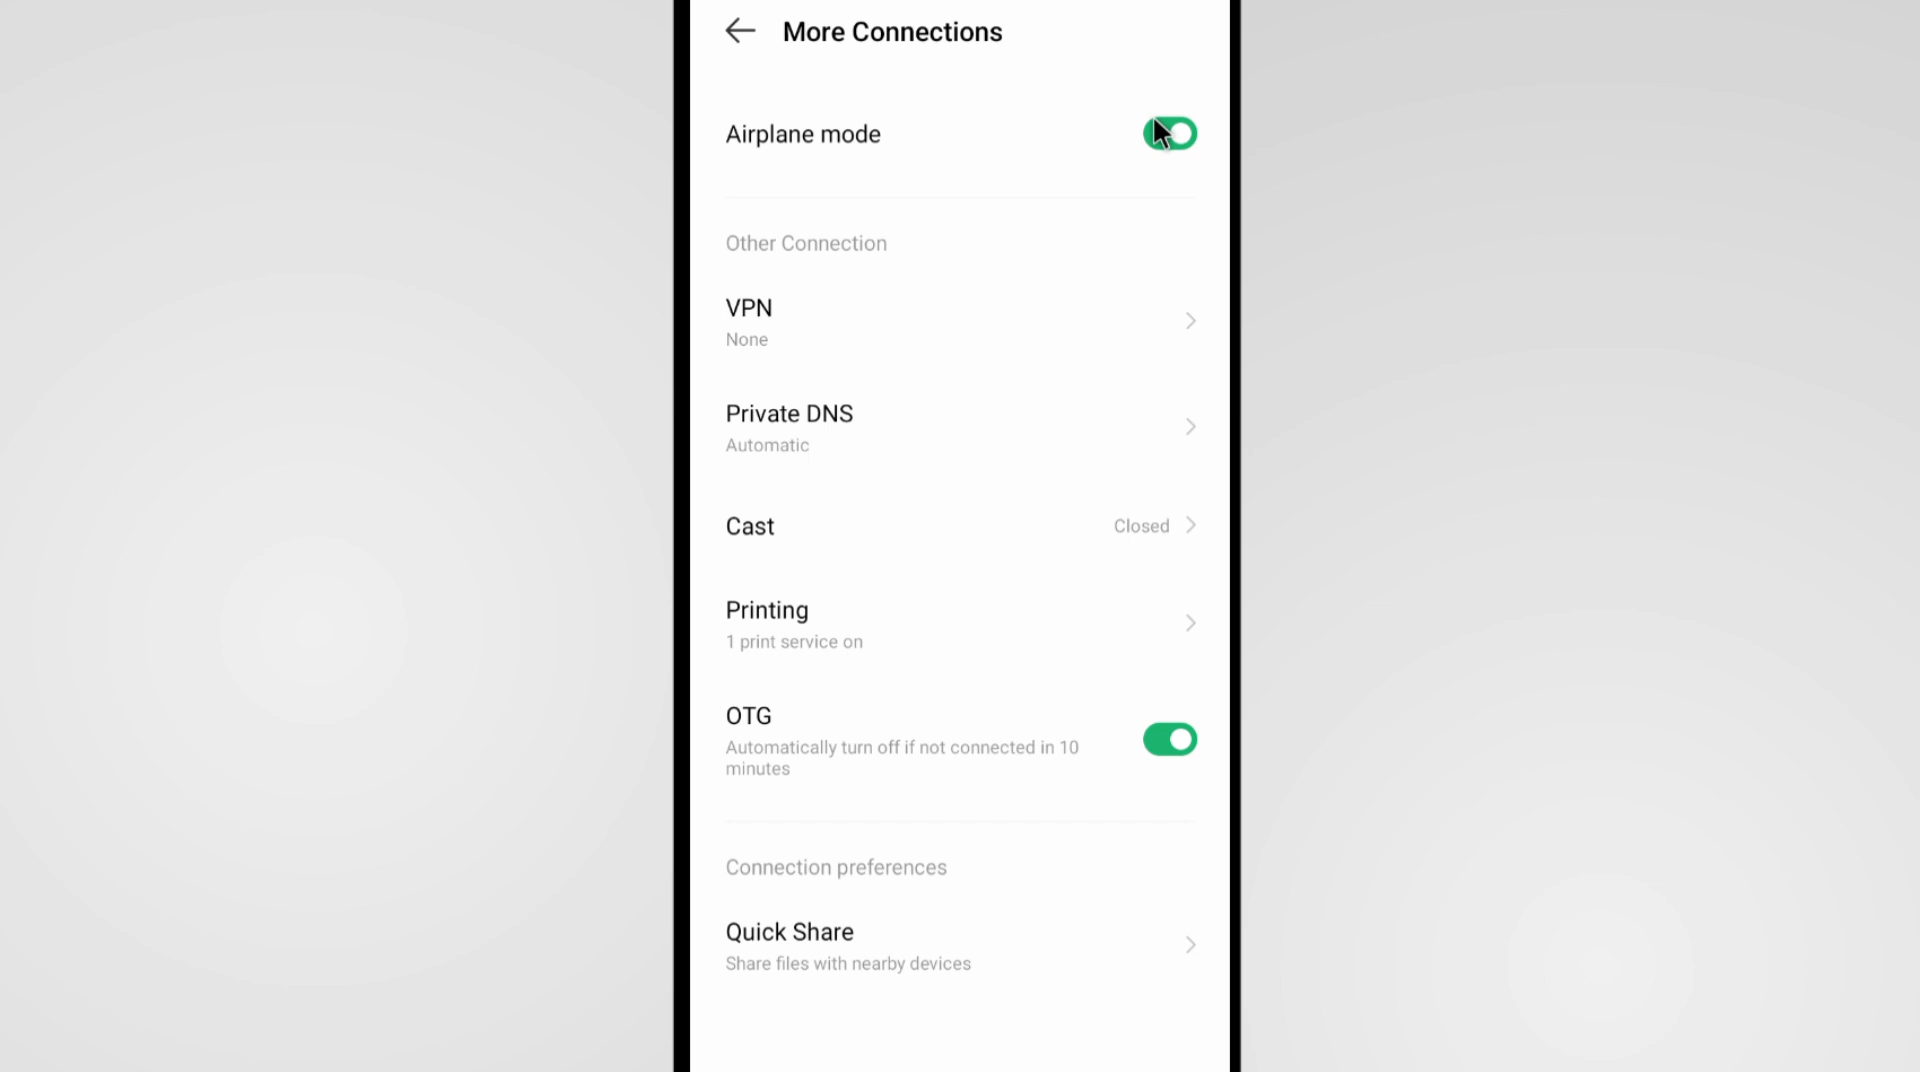 More Connections
Airplane mode
Other Connection
VPN
None
Private DNS
Automatic
Cast
Closed
Printing
1 print service on
OTG
Automatically turn off if not connected in 10
minutes
Connection preferences
Quick Share
Share files with nearby devices